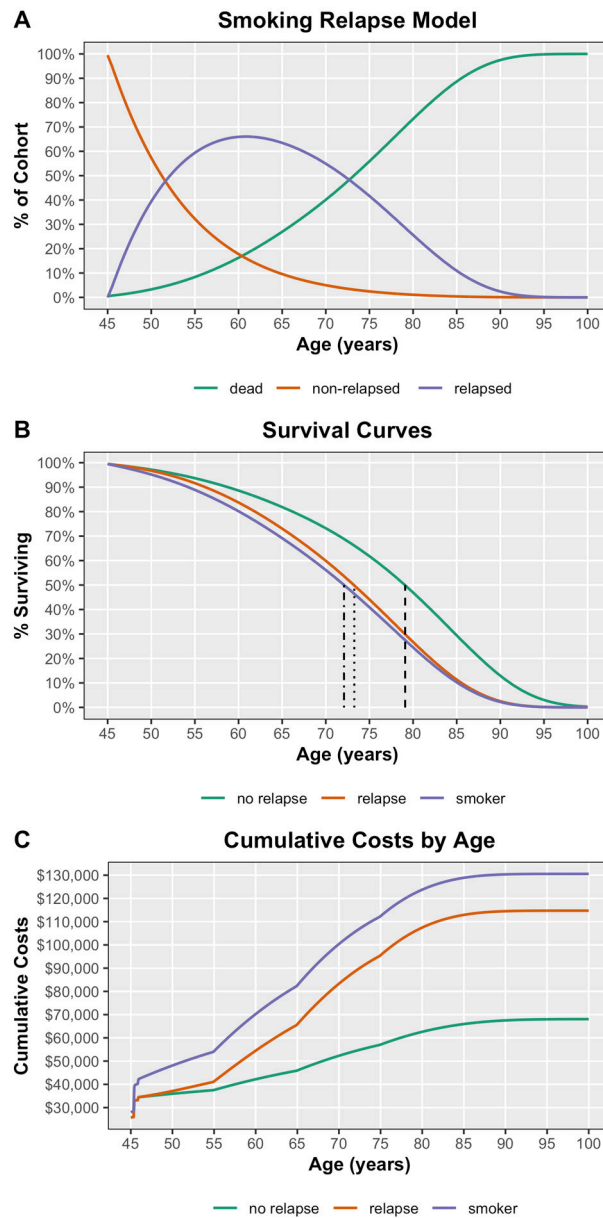 A
Smoking Relapse Model
100%
90%
80%
70%
60%
50%
40%
30%
20%
10%
0%
% of Cohort
45 50 55 60 65 70 75 80 85 90 95 100
Age (years)
dead non-relapsed relapsed
B
Survival Curves
100%
90%
80%
70%
60%
50%
40%
30%
20%
10%
0%
% Surviving
45 50 55 60 65 70 75 80 85 90 95 100
Age (years)
no relapse relapse smoker
C
Cumulative Costs by Age
$130,000
$120,000
$110,000
$100,000
$90,000
$80,000
$70,000
$60,000
$50,000
$40,000
$30,000
Cumulative Costs
45 50 55 60 65 70 75 80 85 90 95 100
Age (years)
no relapse relapse smoker